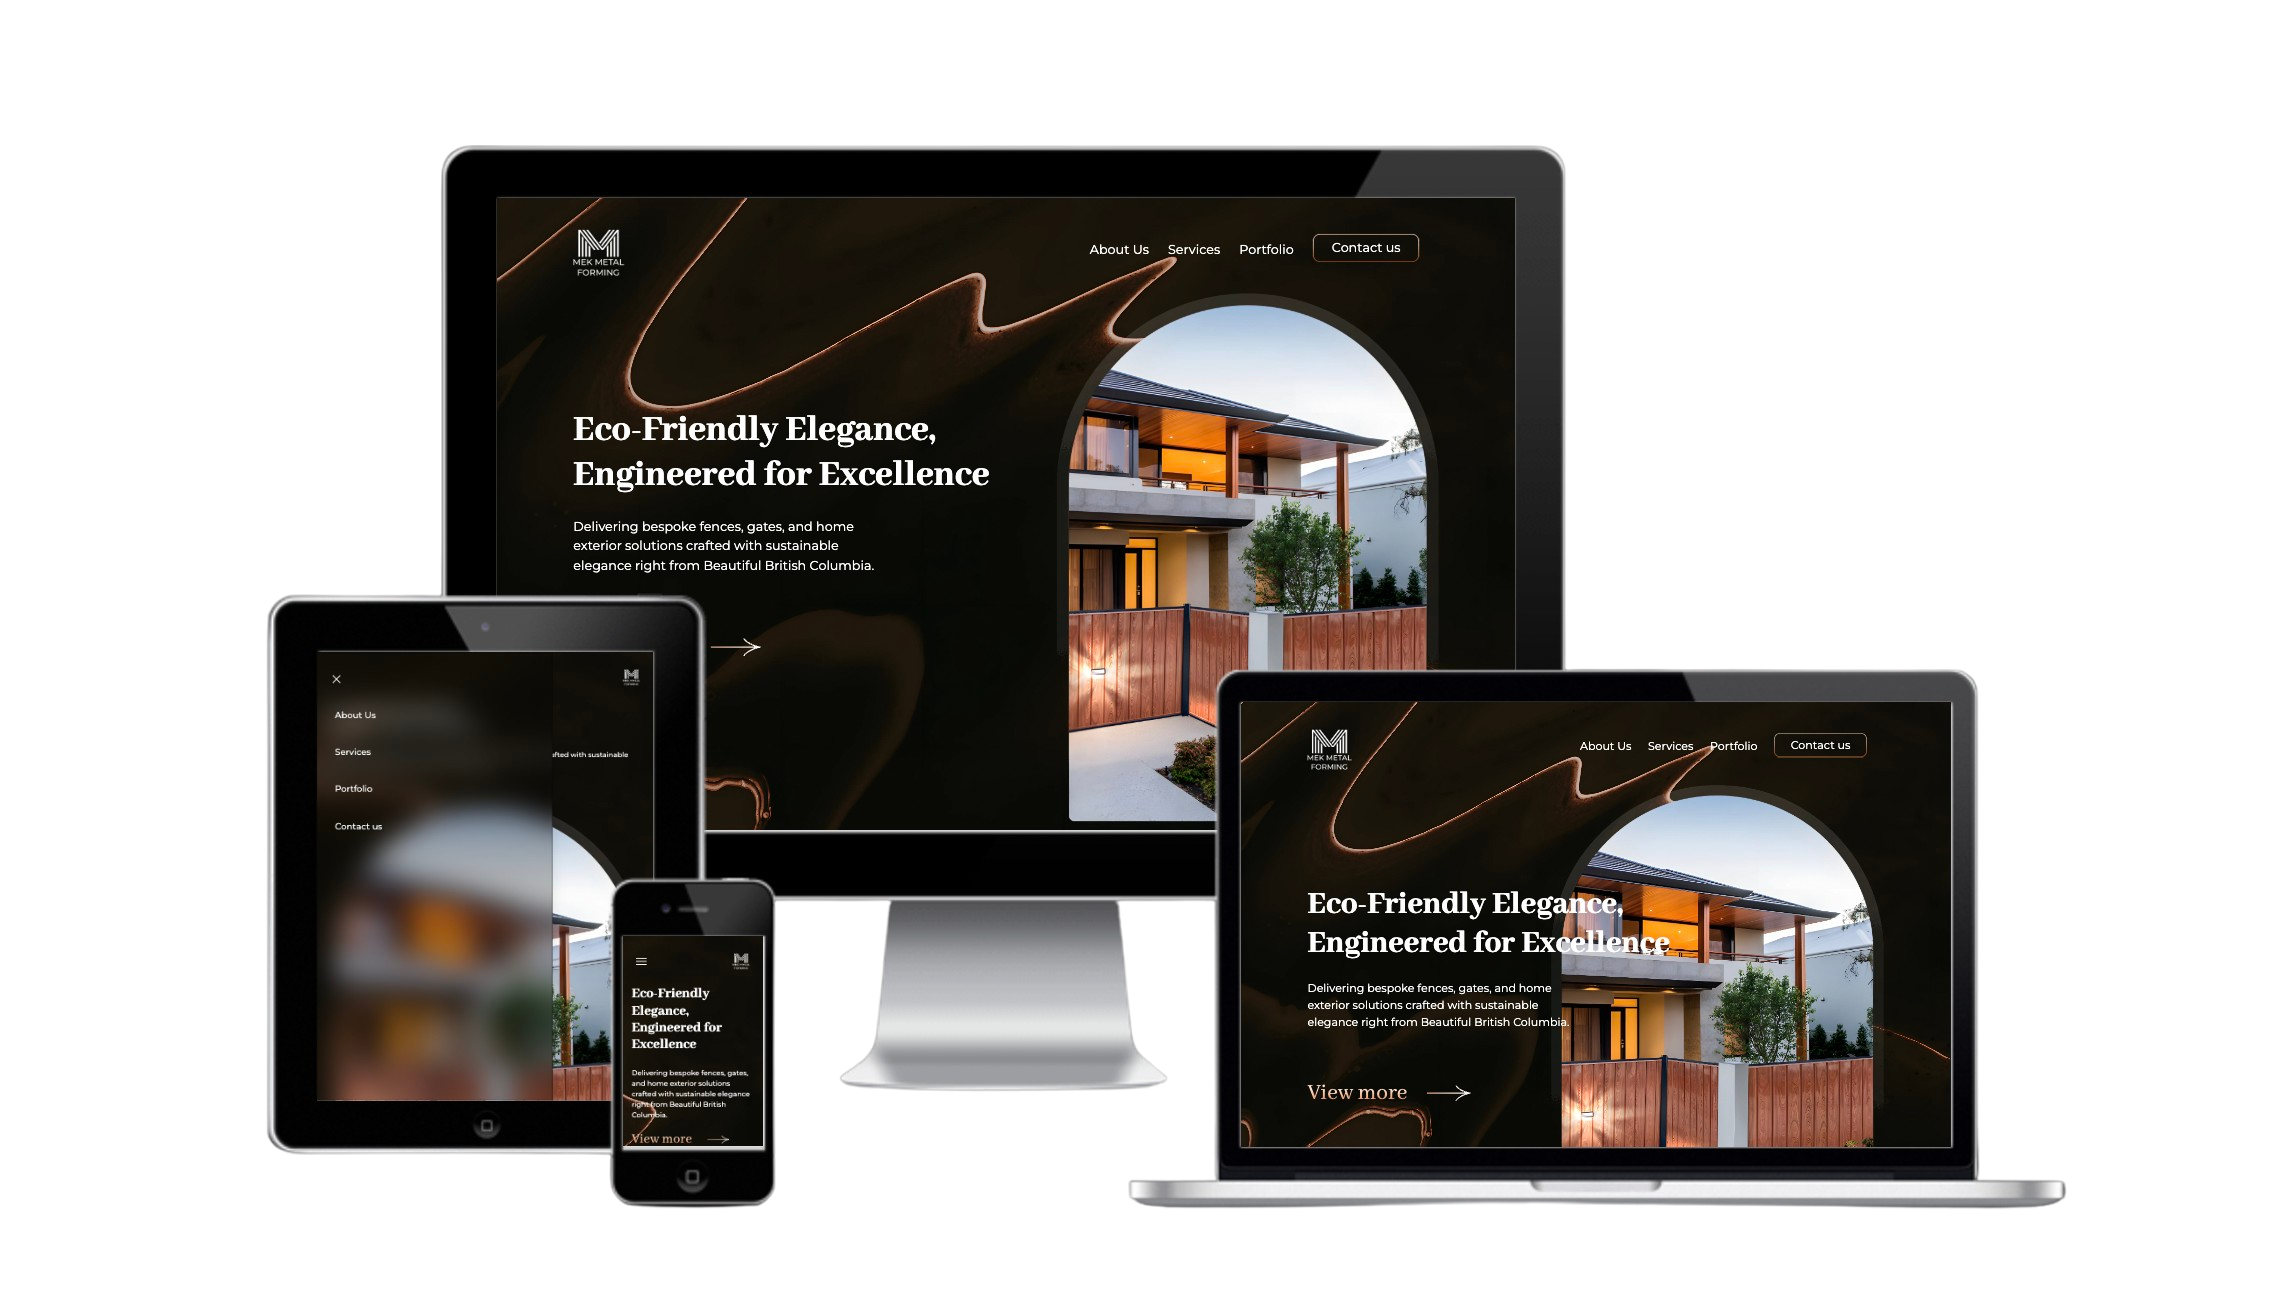 MEK METAL
FORMING
About Us Services Portfolio Contact us
Eco-Friendly Elegance,
Engineered for Excellence
Delivering bespoke fences, gates, and home
exterior solutions crafted with sustainable
elegance right from Beautiful British Columbia.
About Us
Services
Portfolio
Contact us
afted with sustainable
Eco-Friendly
Elegance,
Engineered for
Excellence
Delivering bespoke fences, gates,
and home exterior solutions
crafted with sustainable elegance
right from Beautiful British
Columbia.
View more
MEK METAL
FORMING
About Us Services Portfolio Contact us
Eco-Friendly Elegance,
Engineered for Excellence
Delivering bespoke fences, gates, and home
exterior solutions crafted with sustainable
elegance right from Beautiful British Columbia.
View more